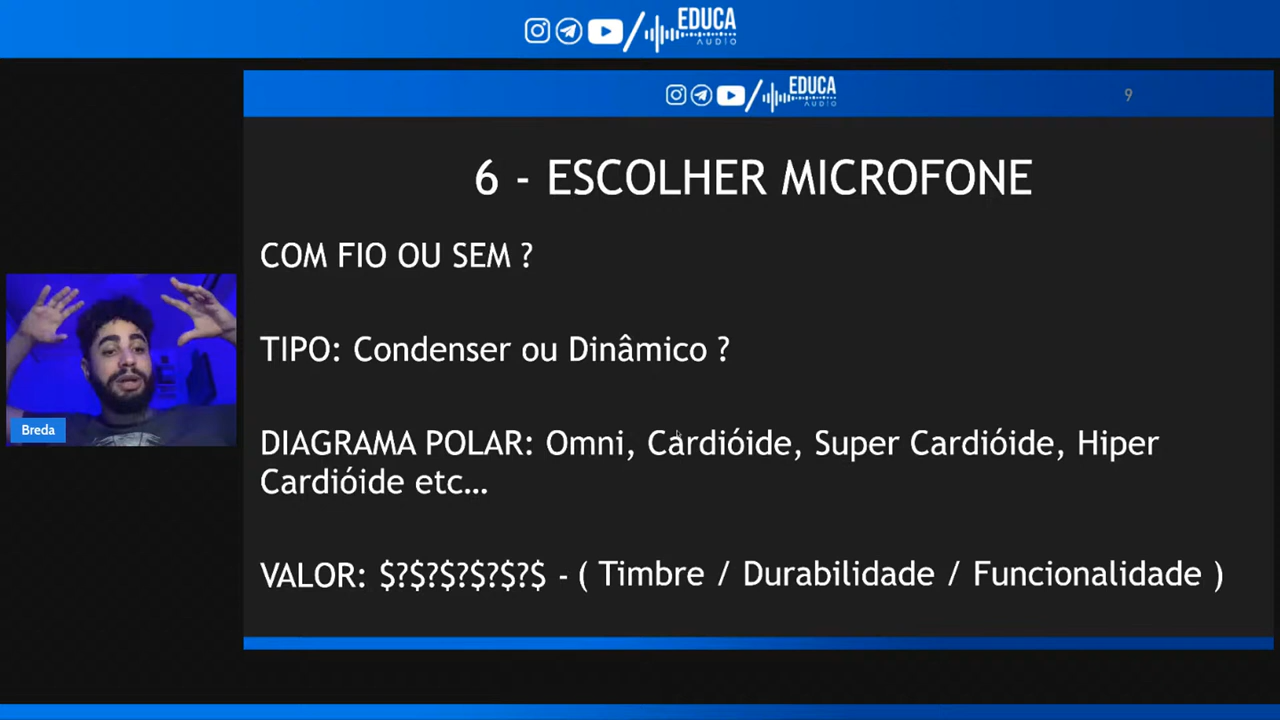 EDUCA
AUDIO
EDUCA
AUDIO
9
6 - ESCOLHER MICROFONE
COM FIO OU SEM ?
TIPO: Condenser ou Dinâmico ?
DIAGRAMA POLAR: Omni, Cardióide, Super Cardióide, Hiper
Cardióide etc...
VALOR: $?$?$?$?$?$ - ( Timbre / Durabilidade / Funcionalidade )
Breda